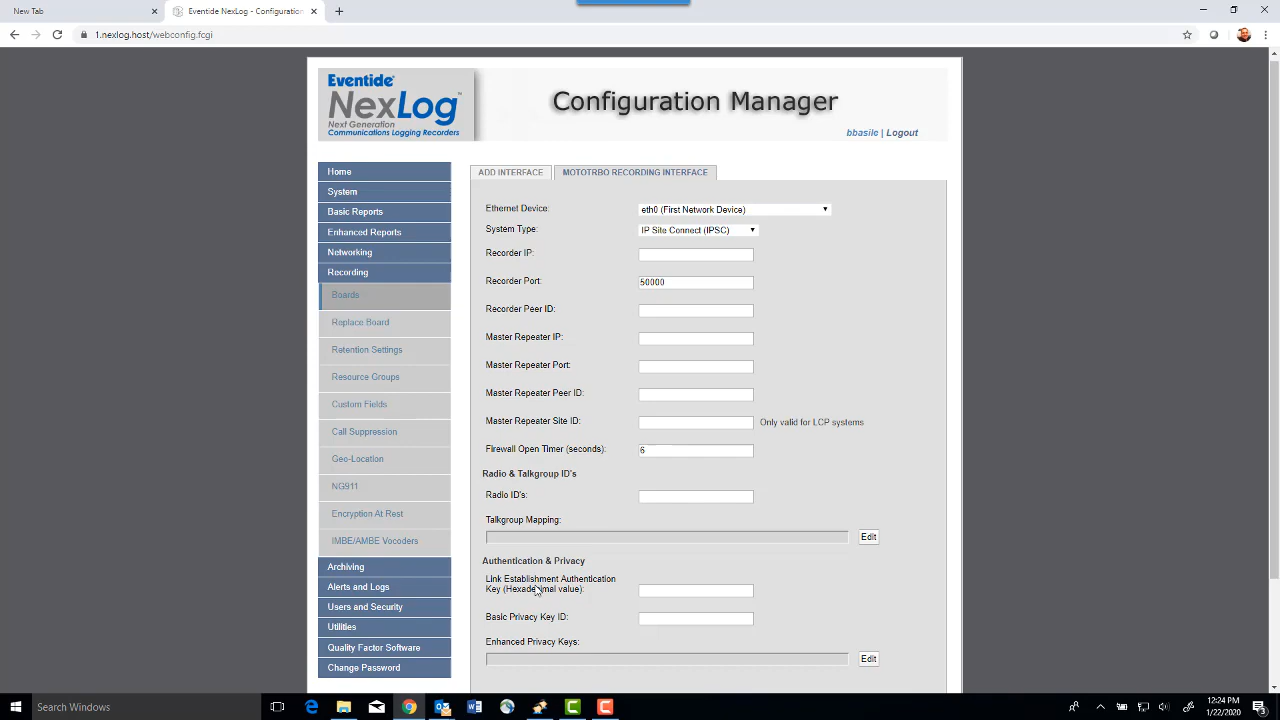 New Tab
Eventide NexLog - Configuration
1.nexlog.host/webconfig.fcgi
Eventide
NexLog
Next Generation
Communications Logging Recorders
Configuration Manager
bbasile | Logout
Home
System
Basic Reports
Enhanced Reports
Networking
Recording
Boards
Replace Board
Retention Settings
Resource Groups
Custom Fields
Call Suppression
Geo-Location
NG911
Encryption At Rest
IMBE/AMBE Vocoders
Archiving
Alerts and Logs
Users and Security
Utilities
Quality Factor Software
Change Password
ADD INTERFACE
MOTOTRBO RECORDING INTERFACE
Ethernet Device: eth0 (First Network Device)
System Type: IP Site Connect (IPSC)
Recorder IP:
Recorder Port: 50000
Recorder Peer ID:
Master Repeater IP:
Master Repeater Port:
Master Repeater Peer ID:
Master Repeater Site ID: Only valid for LCP systems
Firewall Open Timer (seconds): 6
Radio & Talkgroup ID's
Radio ID's:
Talkgroup Mapping:
Edit
Authentication & Privacy
Link Establishment Authentication
Key (Hexadecimal value):
Basic Privacy Key ID:
Enhanced Privacy Keys:
Edit
Search Windows
12:24 PM
1/22/2020
3